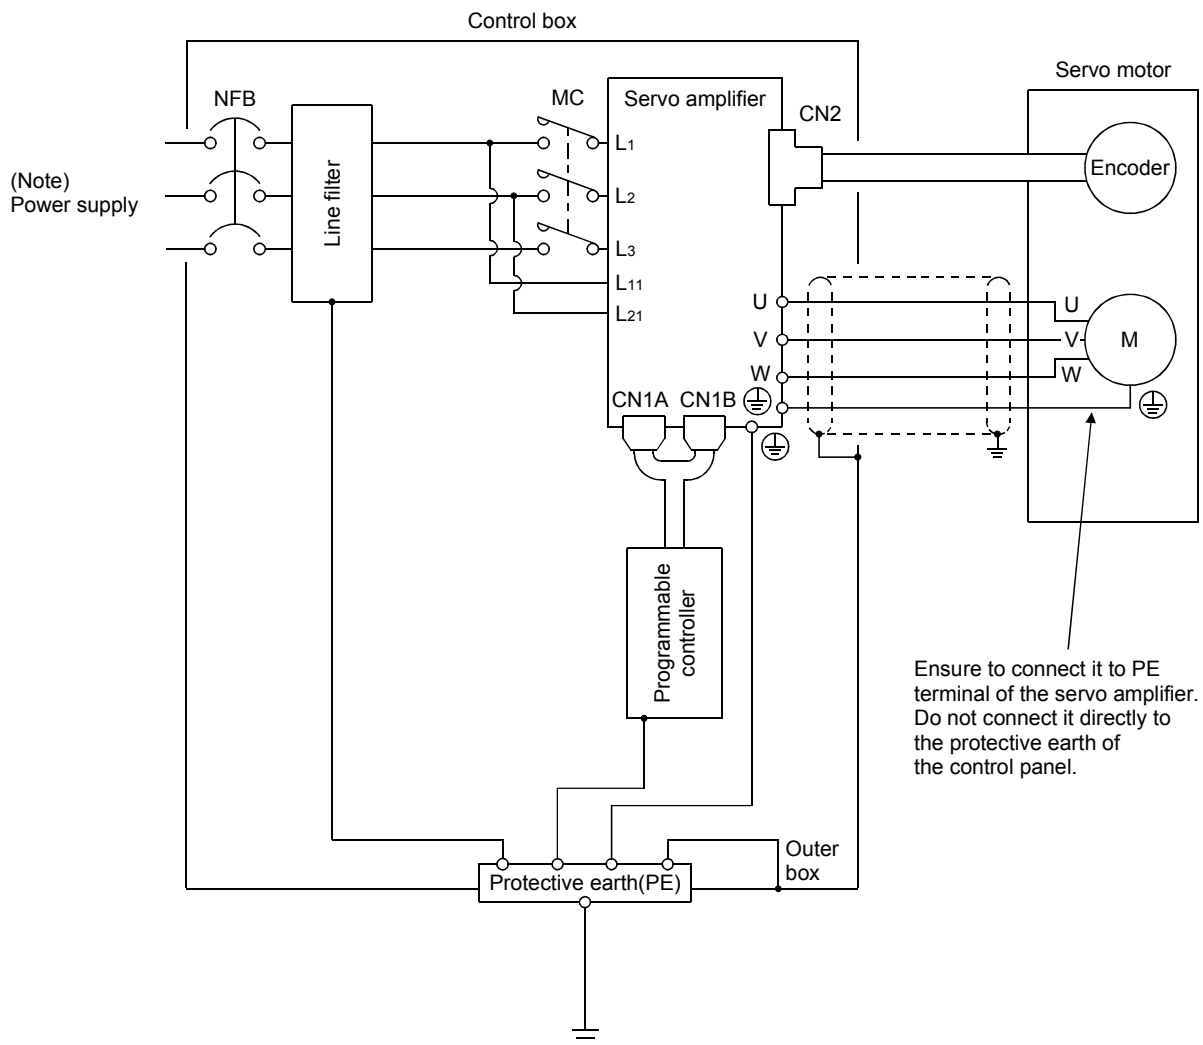 Control box
Servo motor
NFB
MC
Servo amplifier
CN2
(Note)
Power supply
Line filter
L1
L2
L3
L11
L21
Encoder
U
V
W
U
V
W
M
CN1A
CN1B
Programmable
controller
Ensure to connect it to PE
terminal of the servo amplifier.
Do not connect it directly to
the protective earth of
the control panel.
Outer
box
Protective earth(PE)